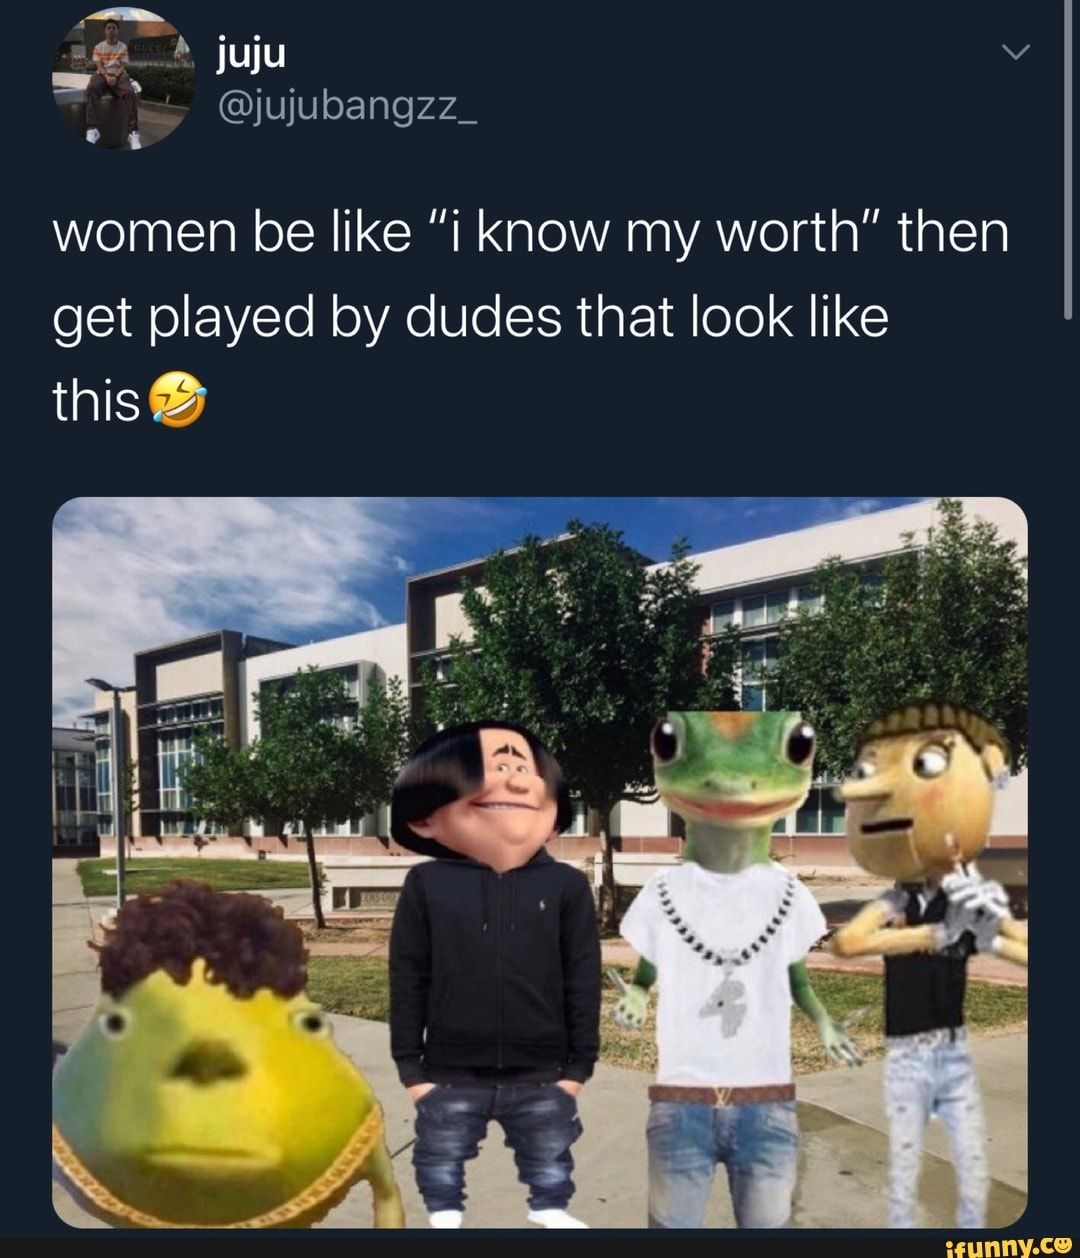 juju
@jujubangzz_
women be like “i know my worth” then
get played by dudes that look like
this🤣
GUCCI
ifunny.co